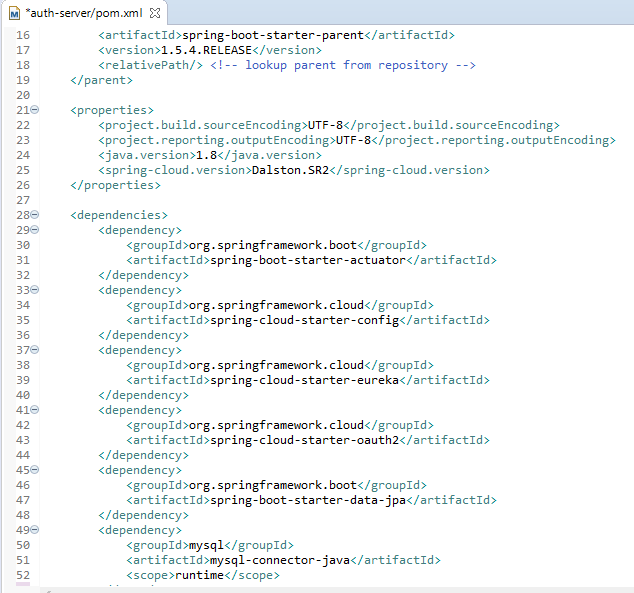 *auth-server/pom.xml
16 <artifactId>spring-boot-starter-parent</artifactId>
17 <version>1.5.4.RELEASE</version>
18 <relativePath/> <!-- lookup parent from repository -->
19 </parent>
20
21 <properties>
22 <project.build.sourceEncoding>UTF-8</project.build.sourceEncoding>
23 <project.reporting.outputEncoding>UTF-8</project.reporting.outputEncoding>
24 <java.version>1.8</java.version>
25 <spring-cloud.version>Dalston.SR2</spring-cloud.version>
26 </properties>
27
28 <dependencies>
29 <dependency>
30 <groupId>org.springframework.boot</groupId>
31 <artifactId>spring-boot-starter-actuator</artifactId>
32 </dependency>
33 <dependency>
34 <groupId>org.springframework.cloud</groupId>
35 <artifactId>spring-cloud-starter-config</artifactId>
36 </dependency>
37 <dependency>
38 <groupId>org.springframework.cloud</groupId>
39 <artifactId>spring-cloud-starter-eureka</artifactId>
40 </dependency>
41 <dependency>
42 <groupId>org.springframework.cloud</groupId>
43 <artifactId>spring-cloud-starter-oauth2</artifactId>
44 </dependency>
45 <dependency>
46 <groupId>org.springframework.boot</groupId>
47 <artifactId>spring-boot-starter-data-jpa</artifactId>
48 </dependency>
49 <dependency>
50 <groupId>mysql</groupId>
51 <artifactId>mysql-connector-java</artifactId>
52 <scope>runtime</scope>